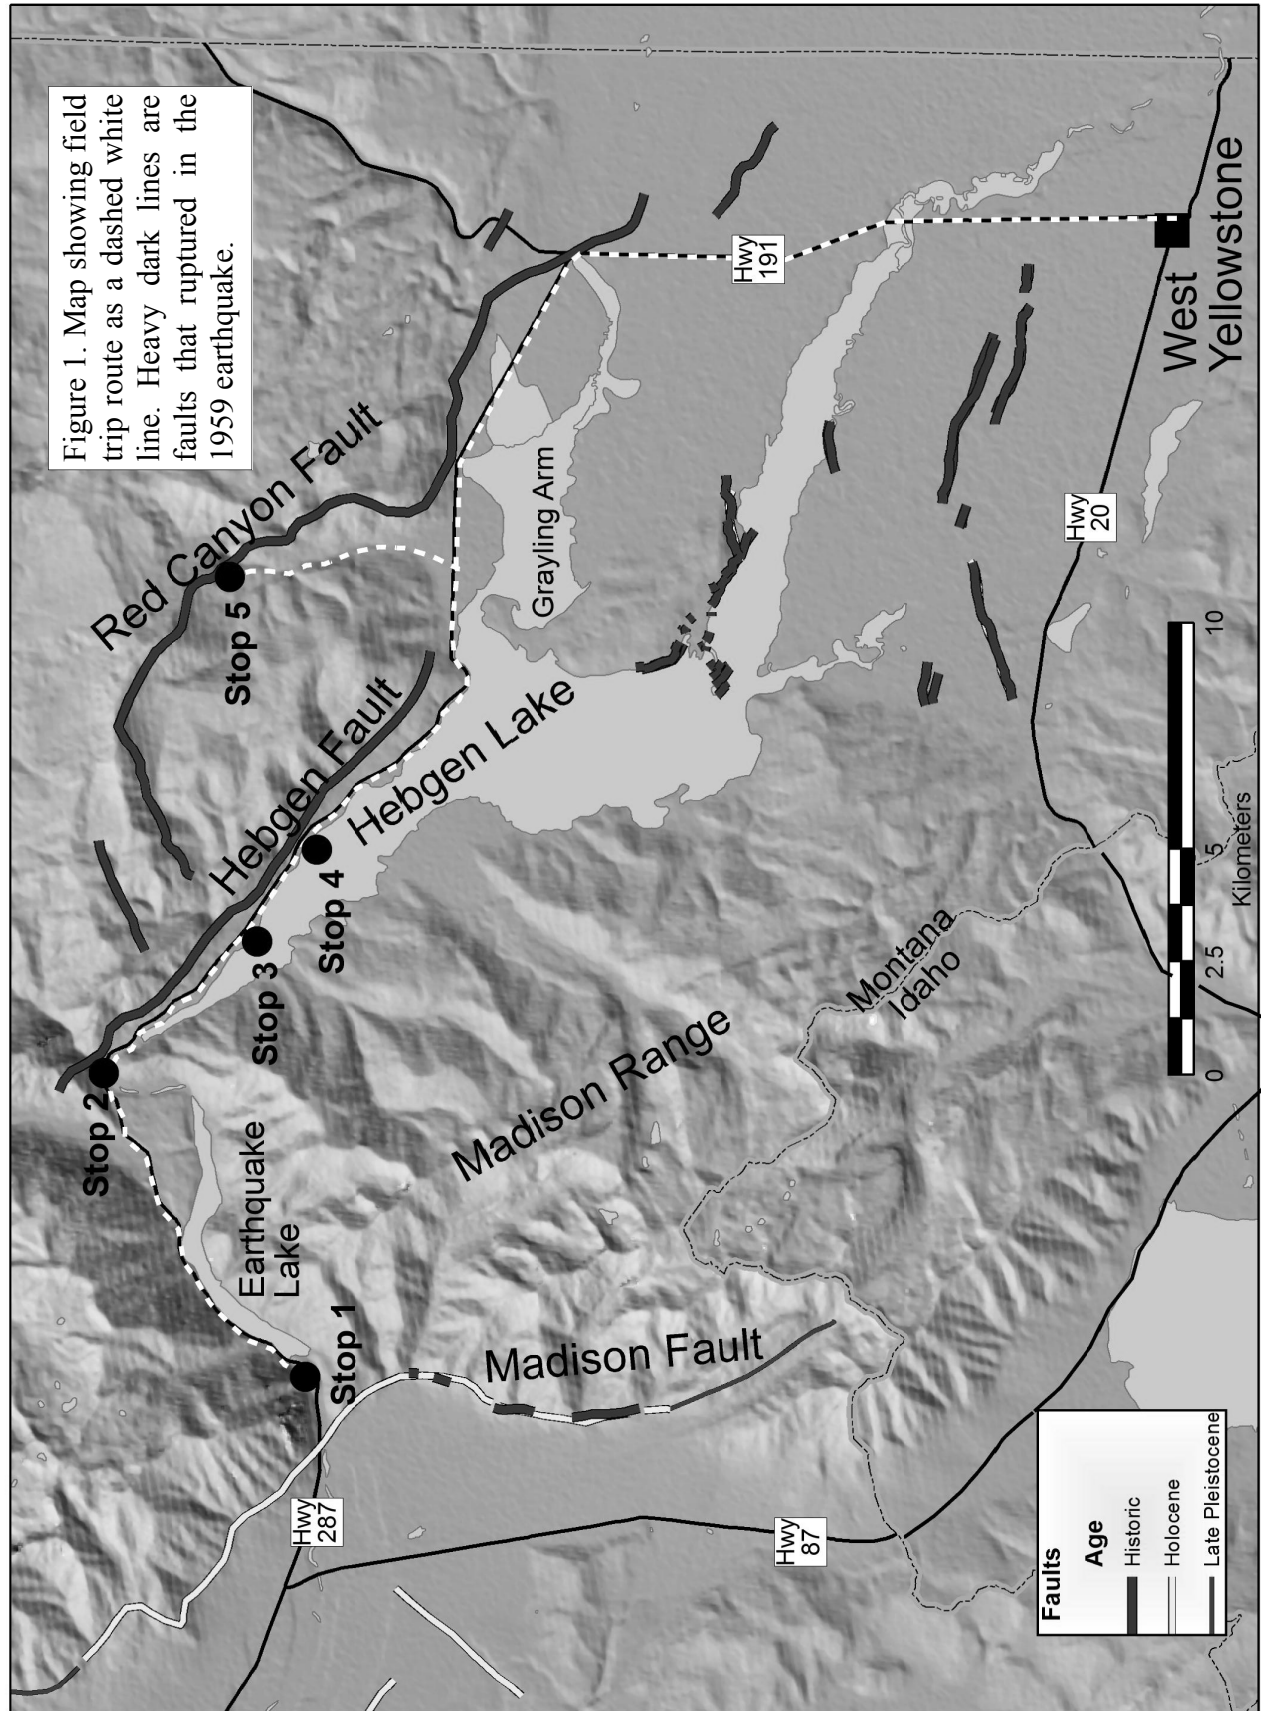 Figure 1. Map showing field
trip route as a dashed white
line. Heavy dark lines are
faults that ruptured in the
1959 earthquake.
Red Canyon Fault
Stop 5
Hebgen Fault
Hebgen Lake
Grayling Arm
Stop 4
Stop 3
Stop 2
Earthquake
Lake
Stop 1
Madison Range
Madison Fault
Hwy
191
Hwy
20
Hwy
287
Hwy
87
West
Yellowstone
Montana
Idaho
0
2.5
5
10
Kilometers
Faults
Age
Historic
Holocene
Late Pleistocene